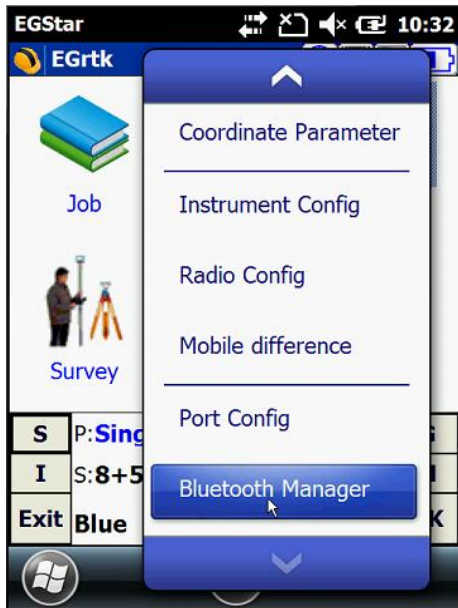 EGStar 10:32
EGrtk
Coordinate Parameter
Job
Instrument Config
Radio Config
Mobile difference
Survey
Port Config
S P:Sing
I S:8+5
Bluetooth Manager
Exit Blue K